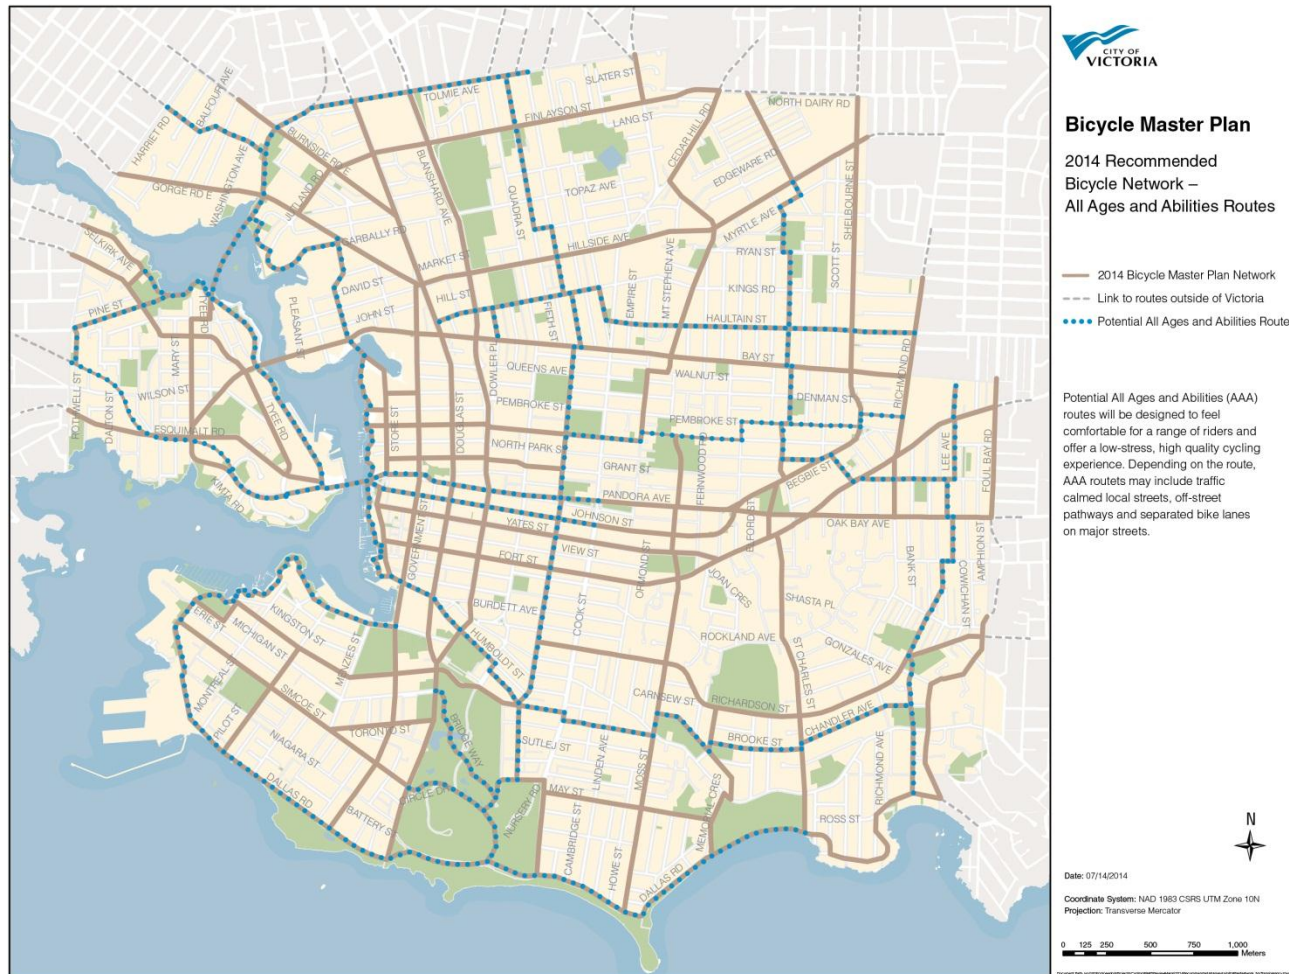 CITY OF
VICTORIA
Bicycle Master Plan
2014 Recommended
Bicycle Network –
All Ages and Abilities Routes
2014 Bicycle Master Plan Network
Link to routes outside of Victoria
Potential All Ages and Abilities Route
Potential All Ages and Abilities (AAA)
routes will be designed to feel
comfortable for a range of riders and
offer a low-stress, high quality cycling
experience. Depending on the route,
AAA routets may include traffic
calmed local streets, off-street
pathways and separated bike lanes
on major streets.
N
Date: 07/14/2014
Coordinate System: NAD 1983 CSRS UTM Zone 10N
Projection: Transverse Mercator
0 125 250 500 750 1,000
Meters
SLATER ST
TOLMIE AVE
BALFOUR AVE
HARRIET RD
FINLAYSON ST
NORTH DAIRY RD
LANG ST
CEDAR HILL RD
BURNSIDE RD E
BLANSHARD AVE
EDGEWARE RD
GORGE RD E
WASHINGTON AVE
JUTLAND RD
QUADRA ST
TOPAZ AVE
SHELBOURNE ST
MYRTLE AVE
SELKIRK AVE
GARBALLY RD
HILLSIDE AVE
RYAN ST
SCOTT ST
MARKET ST
MT STEPHEN AVE
DAVID ST
HILL ST
EMPIRE ST
KINGS RD
PINE ST
TYEE RD
PLEASANT ST
JOHN ST
FIFTH ST
HAULTAIN ST
MARY ST
BAY ST
RICHMOND RD
QUEENS AVE
DOWLER PL
WALNUT ST
ROTHWELL ST
DALTON ST
WILSON ST
STORE ST
DOUGLAS ST
PEMBROKE ST
PEMBROKE ST
DENMAN ST
TYEE RD
ESQUIMALT RD
NORTH PARK ST
GRANT ST
FERNWOOD RD
BEGBIE ST
LEE AVE
FOUL BAY RD
KIMTA RD
PANDORA AVE
JOHNSON ST
YATES ST
OAK BAY AVE
GOVERNMENT ST
VIEW ST
FORT ST
ORMOND ST
JOAN CRES
BANK ST
AMPHION ST
COWICHAN ST
SHASTA PL
BURDETT AVE
COOK ST
ERIE ST
KINGSTON ST
MICHIGAN ST
MENZIES ST
HUMBOLDT ST
ROCKLAND AVE
ST CHARLES ST
GONZALES AVE
MONTREAL ST
SIMCOE ST
PILOT ST
TORONTO ST
BRIDGE WAY
CARNSEW ST
RICHARDSON ST
CHANDLER AVE
NIAGARA ST
SUTLEJ ST
LINDEN AVE
MOSS ST
BROOKE ST
RICHMOND AVE
DALLAS RD
BATTERY ST
NURSERY RD
MAY ST
MEMORIAL CRES
CAMBRIDGE ST
HOWE ST
ROSS ST
DALLAS RD